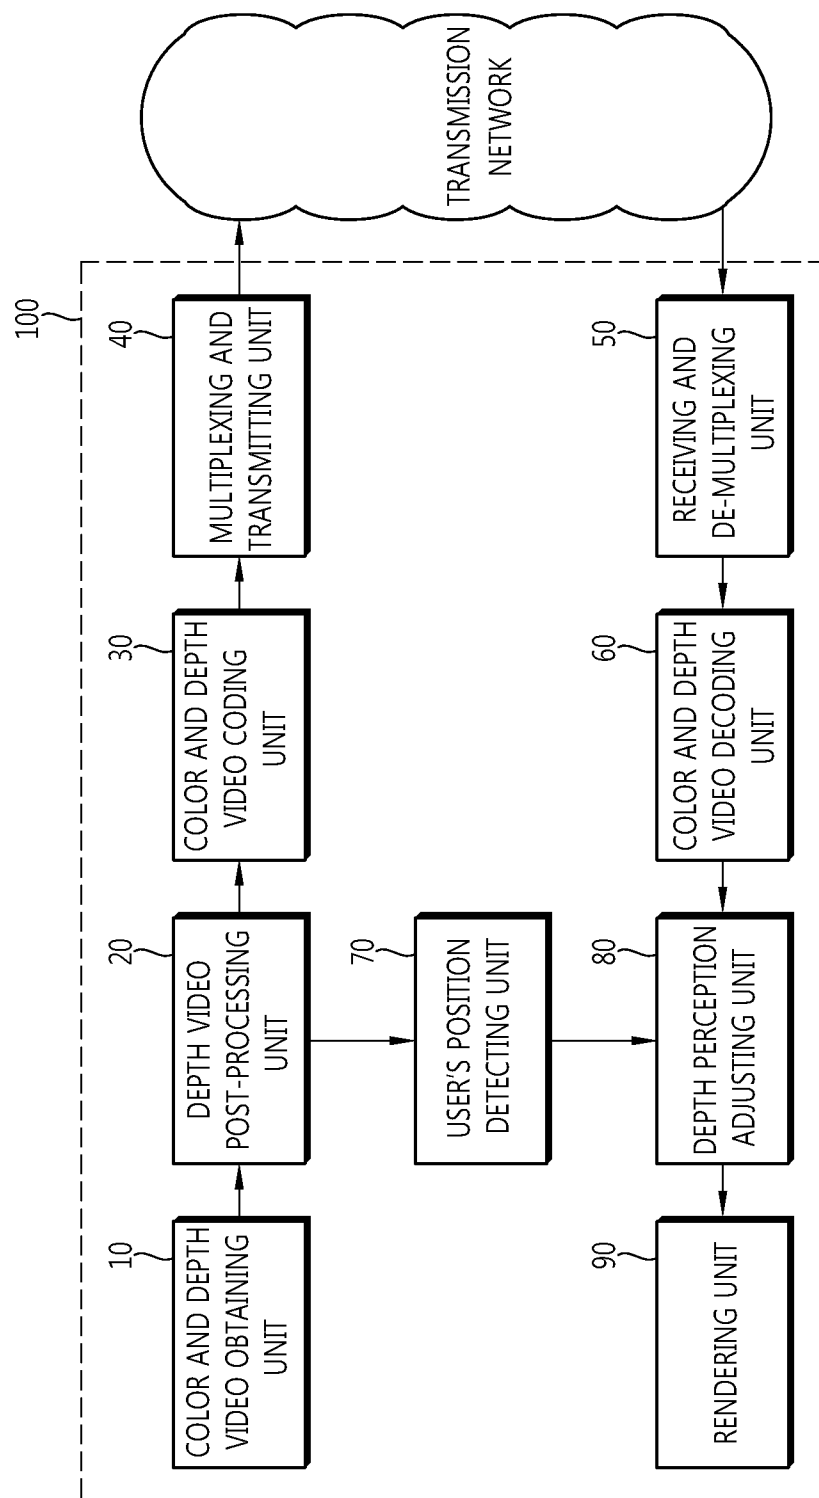 100
10
COLOR AND DEPTH
VIDEO OBTAINING
UNIT
20
DEPTH VIDEO
POST-PROCESSING
UNIT
30
COLOR AND DEPTH
VIDEO CODING
UNIT
40
MULTIPLEXING AND
TRANSMITTING UNIT
TRANSMISSION
NETWORK
70
USER'S POSITION
DETECTING UNIT
90
RENDERING UNIT
80
DEPTH PERCEPTION
ADJUSTING UNIT
60
COLOR AND DEPTH
VIDEO DECODING
UNIT
50
RECEIVING AND
DE-MULTIPLEXING
UNIT